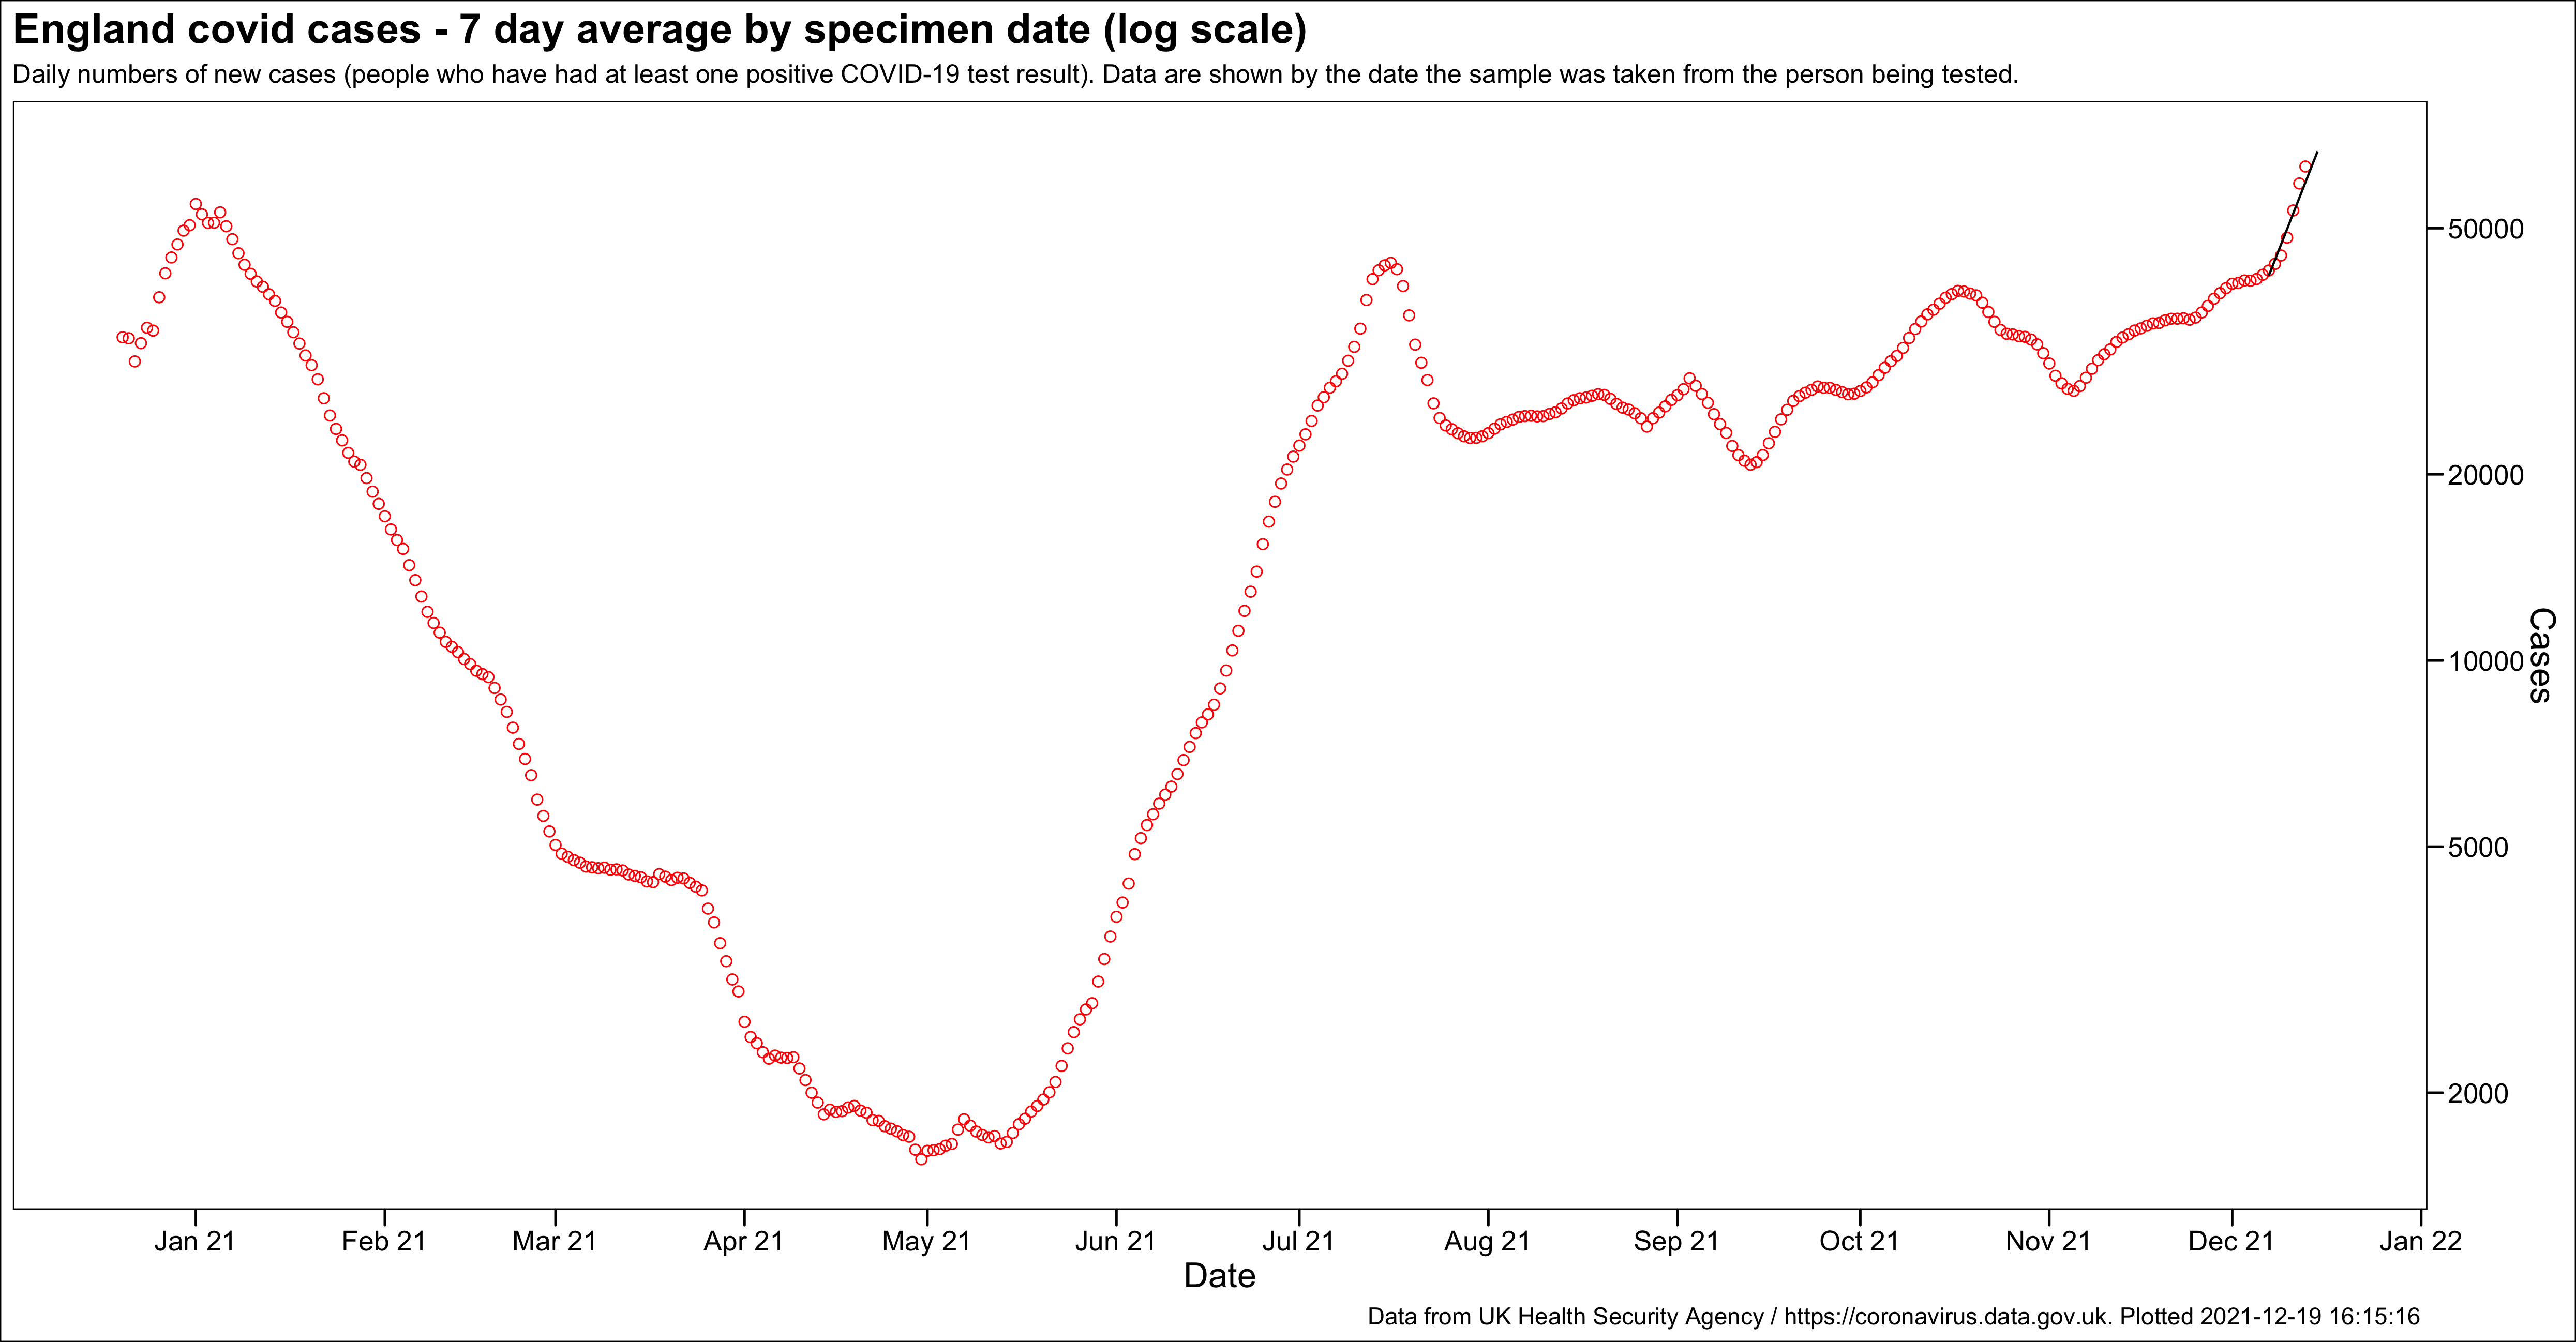 England covid cases - 7 day average by specimen date (log scale)
Daily numbers of new cases (people who have had at least one positive COVID-19 test result). Data are shown by the date the sample was taken from the person being tested.
50000
20000
10000
Cases
5000
2000
Jan 21 Feb 21 Mar 21 Apr 21 May 21 Jun 21 Jul 21 Aug 21 Sep 21 Oct 21 Nov 21 Dec 21 Jan 22
Date
Data from UK Health Security Agency / https://coronavirus.data.gov.uk. Plotted 2021-12-19 16:15:16